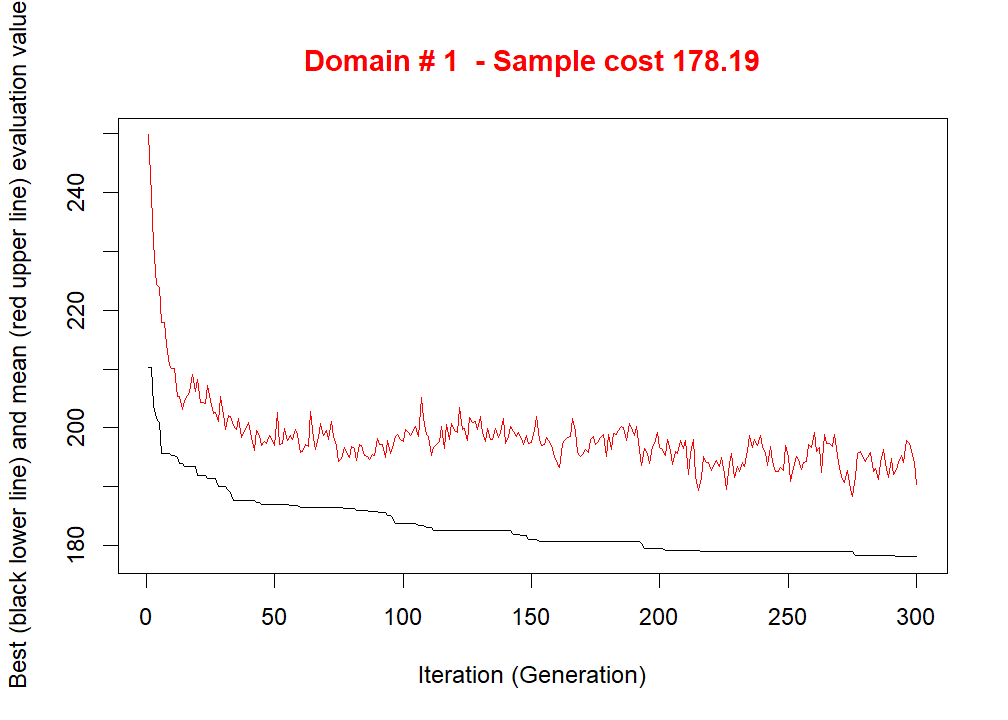 Domain # 1  - Sample cost 178.19
Best (black lower line) and mean (red upper line) evaluation value
240
220
200
180
0 50 100 150 200 250 300
Iteration (Generation)